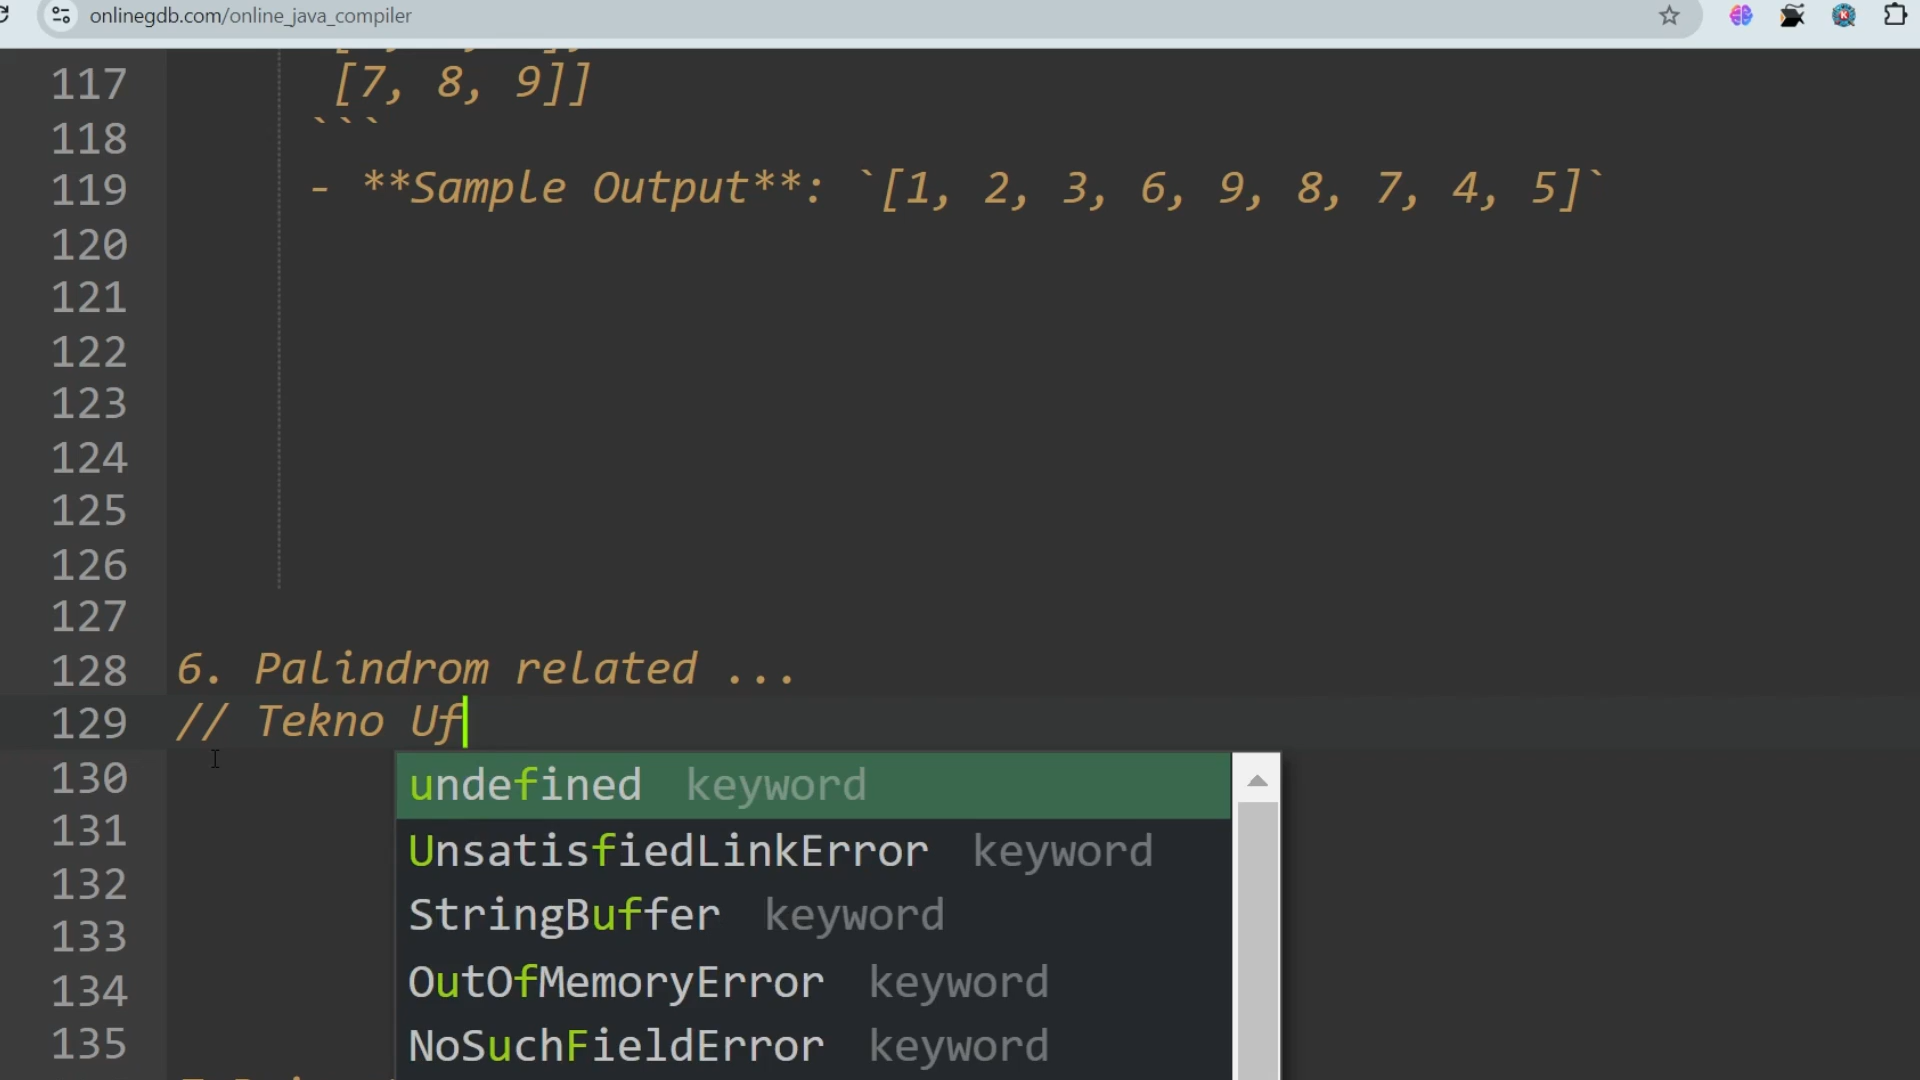 onlinegdb.com/online_java_compiler
117 [7, 8, 9]]
118 ```
119 - **Sample Output**: `[1, 2, 3, 6, 9, 8, 7, 4, 5]`
120
121
122
123
124
125
126
127
128 6. Palindrom related ...
129 // Tekno Uf
130
131
132
133
134
135
undefined keyword
UnsatisfiedLinkError keyword
StringBuffer keyword
OutOfMemoryError keyword
NoSuchFieldError keyword